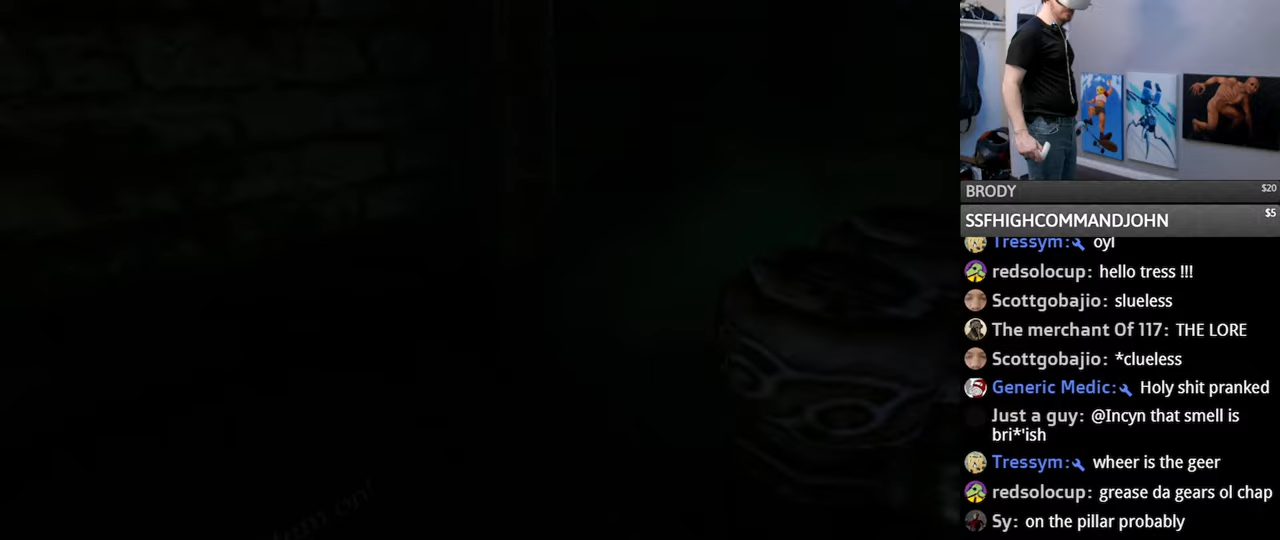 BRODY $20
SSFHIGHCOMMANDJOHN $5
Tressym: oyl
redsolocup: hello tress !!!
Scottgobajio: slueless
The merchant Of 117: THE LORE
Scottgobajio: *clueless
Generic Medic: Holy shit pranked
Just a guy: @Incyn that smell is
bri*'ish
Tressym: wheer is the geer
redsolocup: grease da gears ol chap
Sy: on the pillar probably